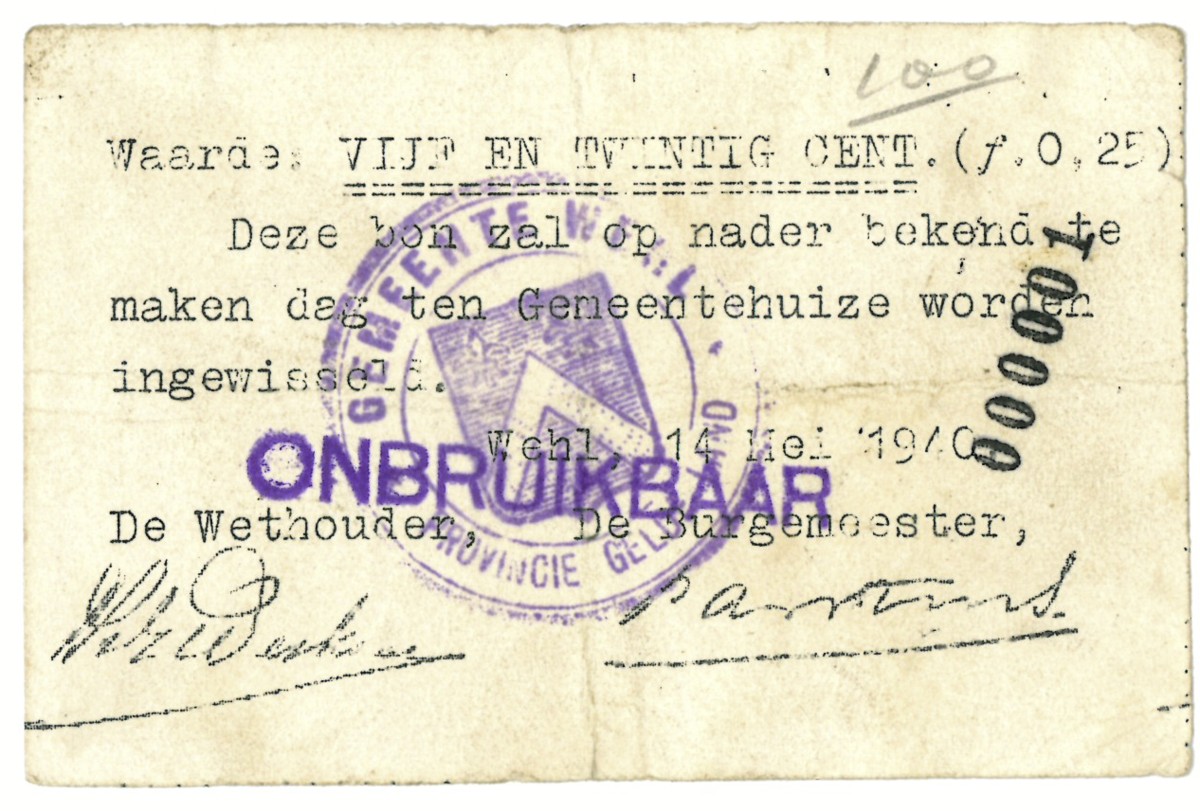 100
Waarde: VIJF EN TWINTIG CENT. (f.0,25)
Deze bon zal op nader bekend te
maken dag ten Gemeentehuize worden
ingewisseld.
Wehl, 14 Mei 1940
000001
GEMEENTE WEHL
PROVINCIE GELDERLAND
ONBRUIKBAAR
De Wethouder, De Burgemeester,